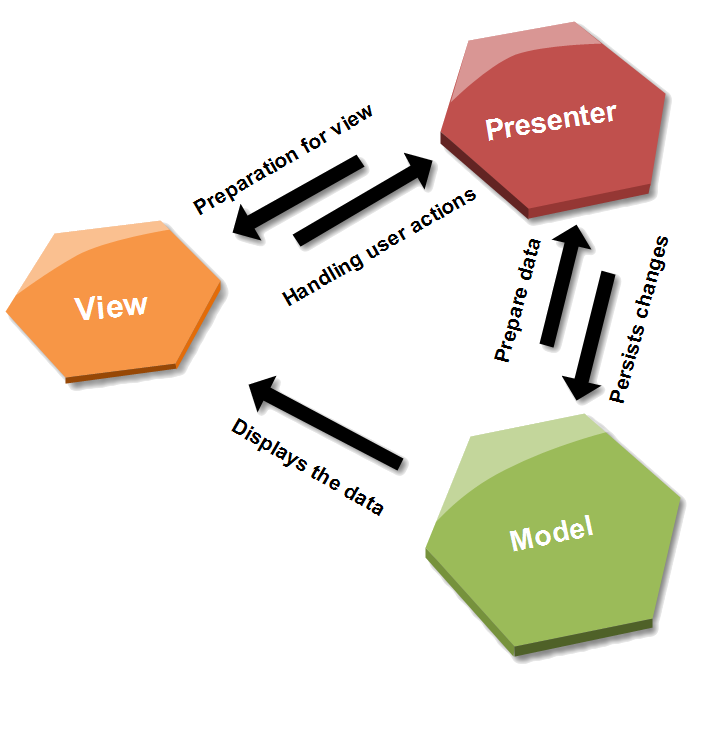 Presenter
Preparation for view
Handling user actions
View
Prepare data
Persists changes
Displays the data
Model